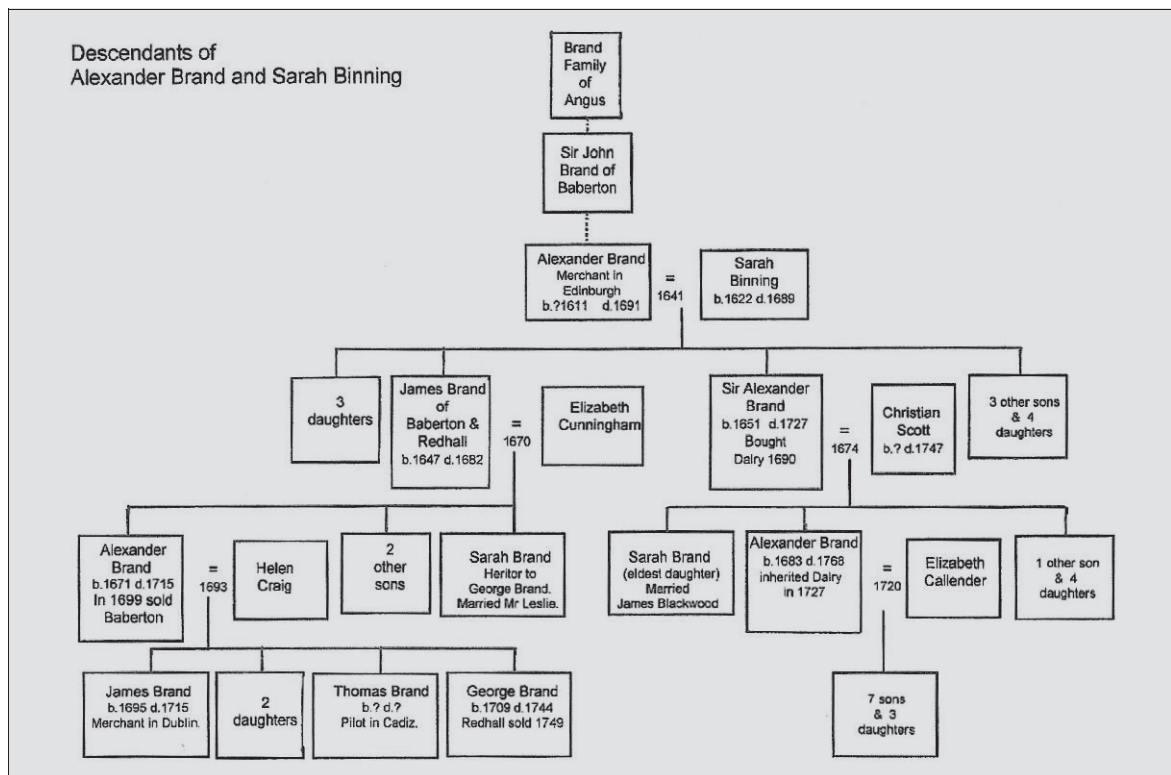 Descendants of
Alexander Brand and Sarah Binning
Brand
Family
of
Angus
Sir John
Brand of
Baberton
Alexander Brand
Merchant in
Edinburgh
b.?1611 d.1691
=
1641
Sarah
Binning
b.1622 d.1689
3
daughters
James Brand
of
Baberton &
Redhall
b.1647 d.1682
=
1670
Elizabeth
Cunningham
Sir Alexander
Brand
b.1651 d.1727
Bought
Dalry 1690
=
1674
Christian
Scott
b.? d.1747
3 other sons
& 4
daughters
Alexander
Brand
b.1671 d.1715
In 1699 sold
Baberton
=
1693
Helen
Craig
2
other
sons
Sarah Brand
Heritor to
George Brand.
Married Mr Leslie.
Sarah Brand
(eldest daughter)
Married
James Blackwood
Alexander Brand
b.1683 d.1768
inherited Dalry
in 1727
=
1720
Elizabeth
Callender
1 other son
& 4
daughters
James Brand
b.1695 d.1715
Merchant in Dublin.
2
daughters
Thomas Brand
b.? d.?
Pilot in Cadiz.
George Brand
b.1709 d.1744
Redhall sold 1749
7 sons
& 3
daughters